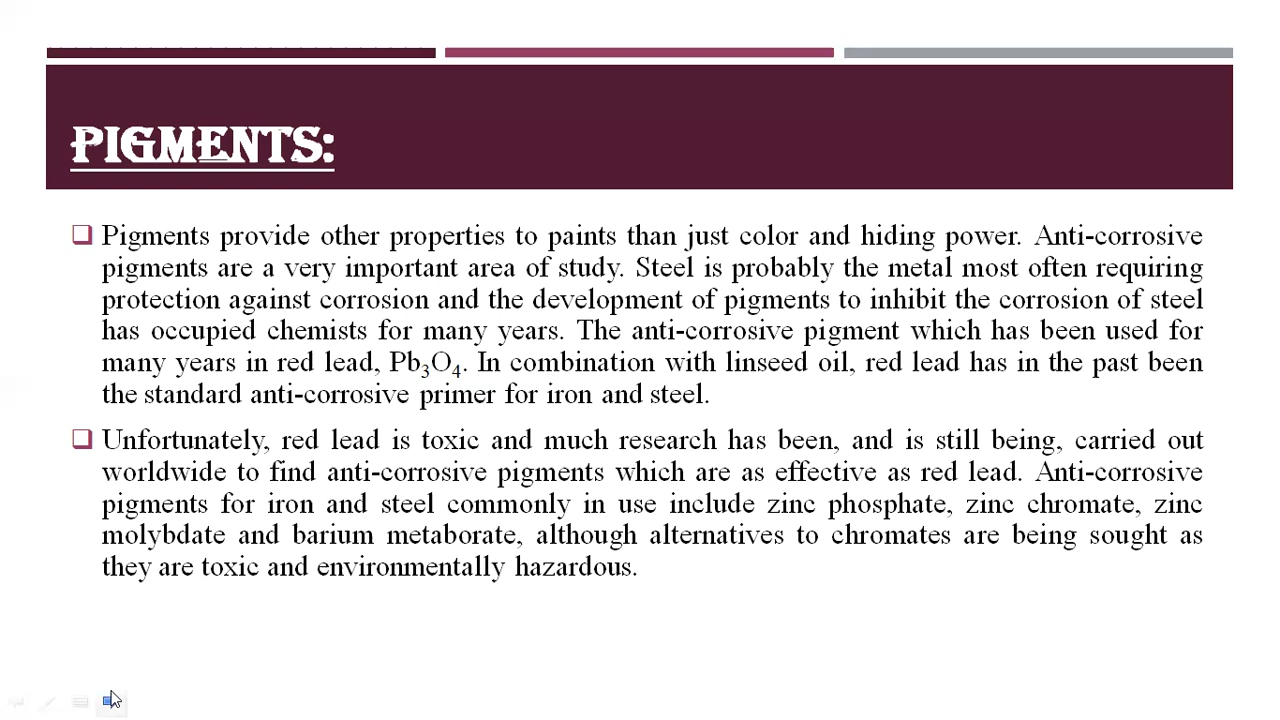 PIGMENTS:
Pigments provide other properties to paints than just color and hiding power. Anti-corrosive
pigments are a very important area of study. Steel is probably the metal most often requiring
protection against corrosion and the development of pigments to inhibit the corrosion of steel
has occupied chemists for many years. The anti-corrosive pigment which has been used for
many years in red lead, Pb₃O₄. In combination with linseed oil, red lead has in the past been
the standard anti-corrosive primer for iron and steel.
Unfortunately, red lead is toxic and much research has been, and is still being, carried out
worldwide to find anti-corrosive pigments which are as effective as red lead. Anti-corrosive
pigments for iron and steel commonly in use include zinc phosphate, zinc chromate, zinc
molybdate and barium metaborate, although alternatives to chromates are being sought as
they are toxic and environmentally hazardous.